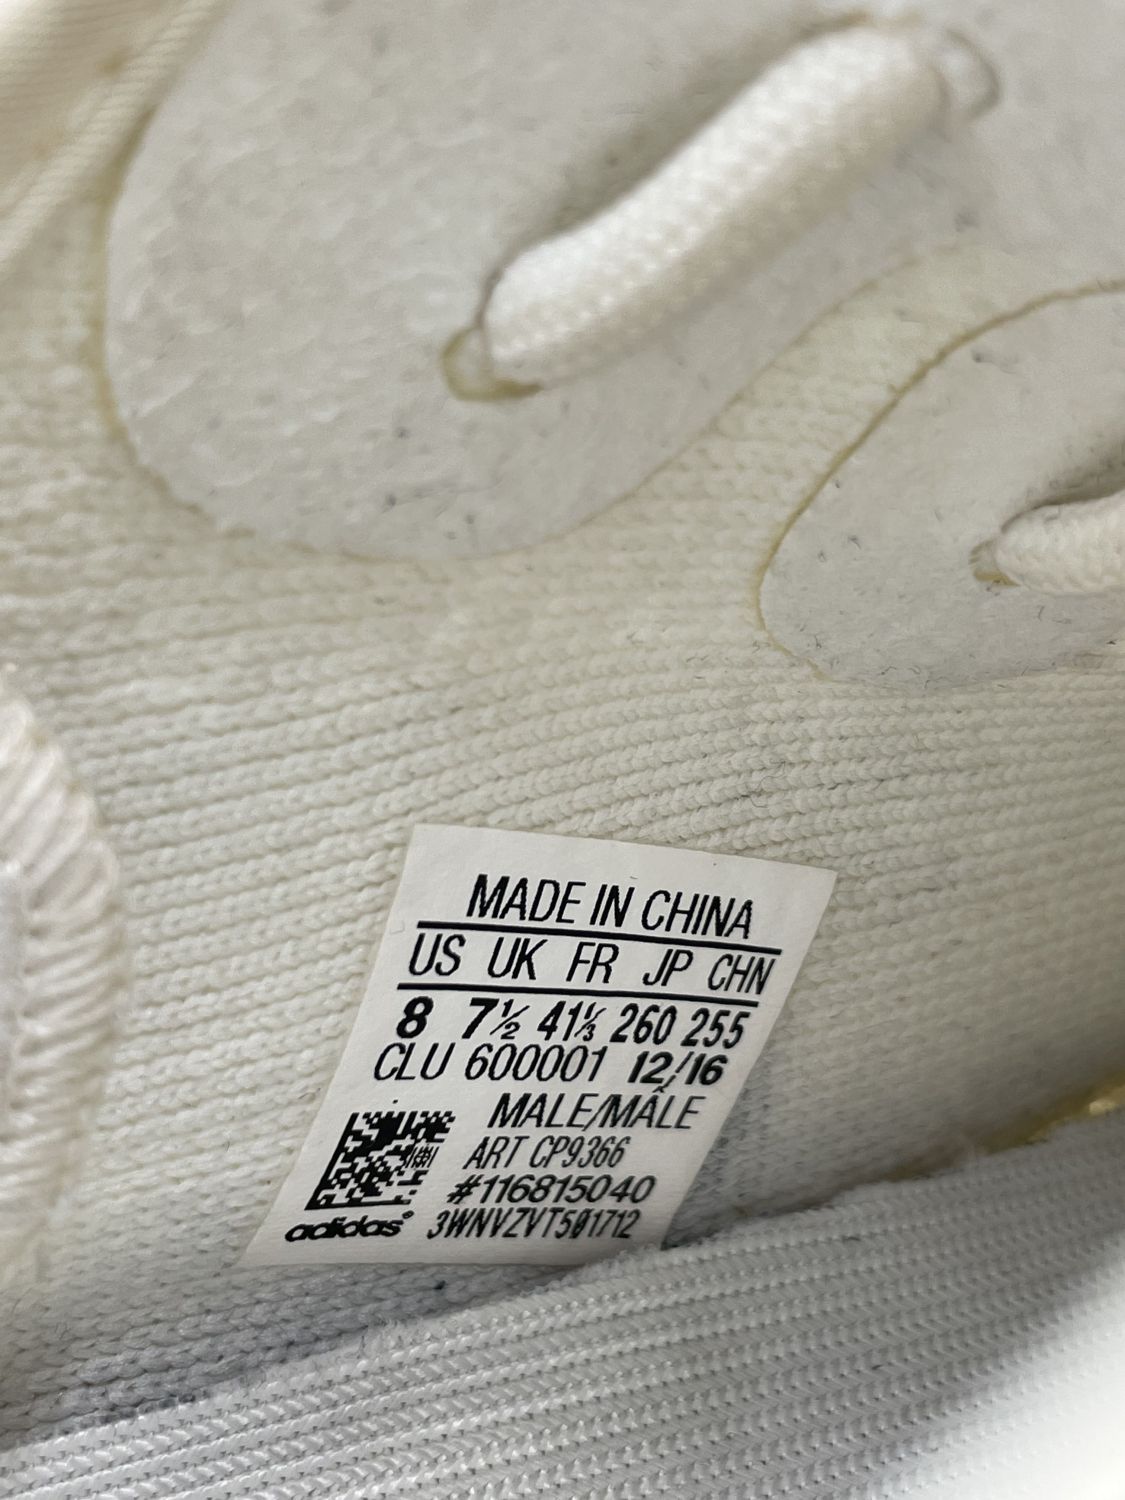 MADE IN CHINA
US UK FR JP CHN
8 7½ 41⅓ 260 255
CLU 600001 12/16
MALE/MÂLE
ART CP9366
#116815040
adidas® 3WNVZVT501712